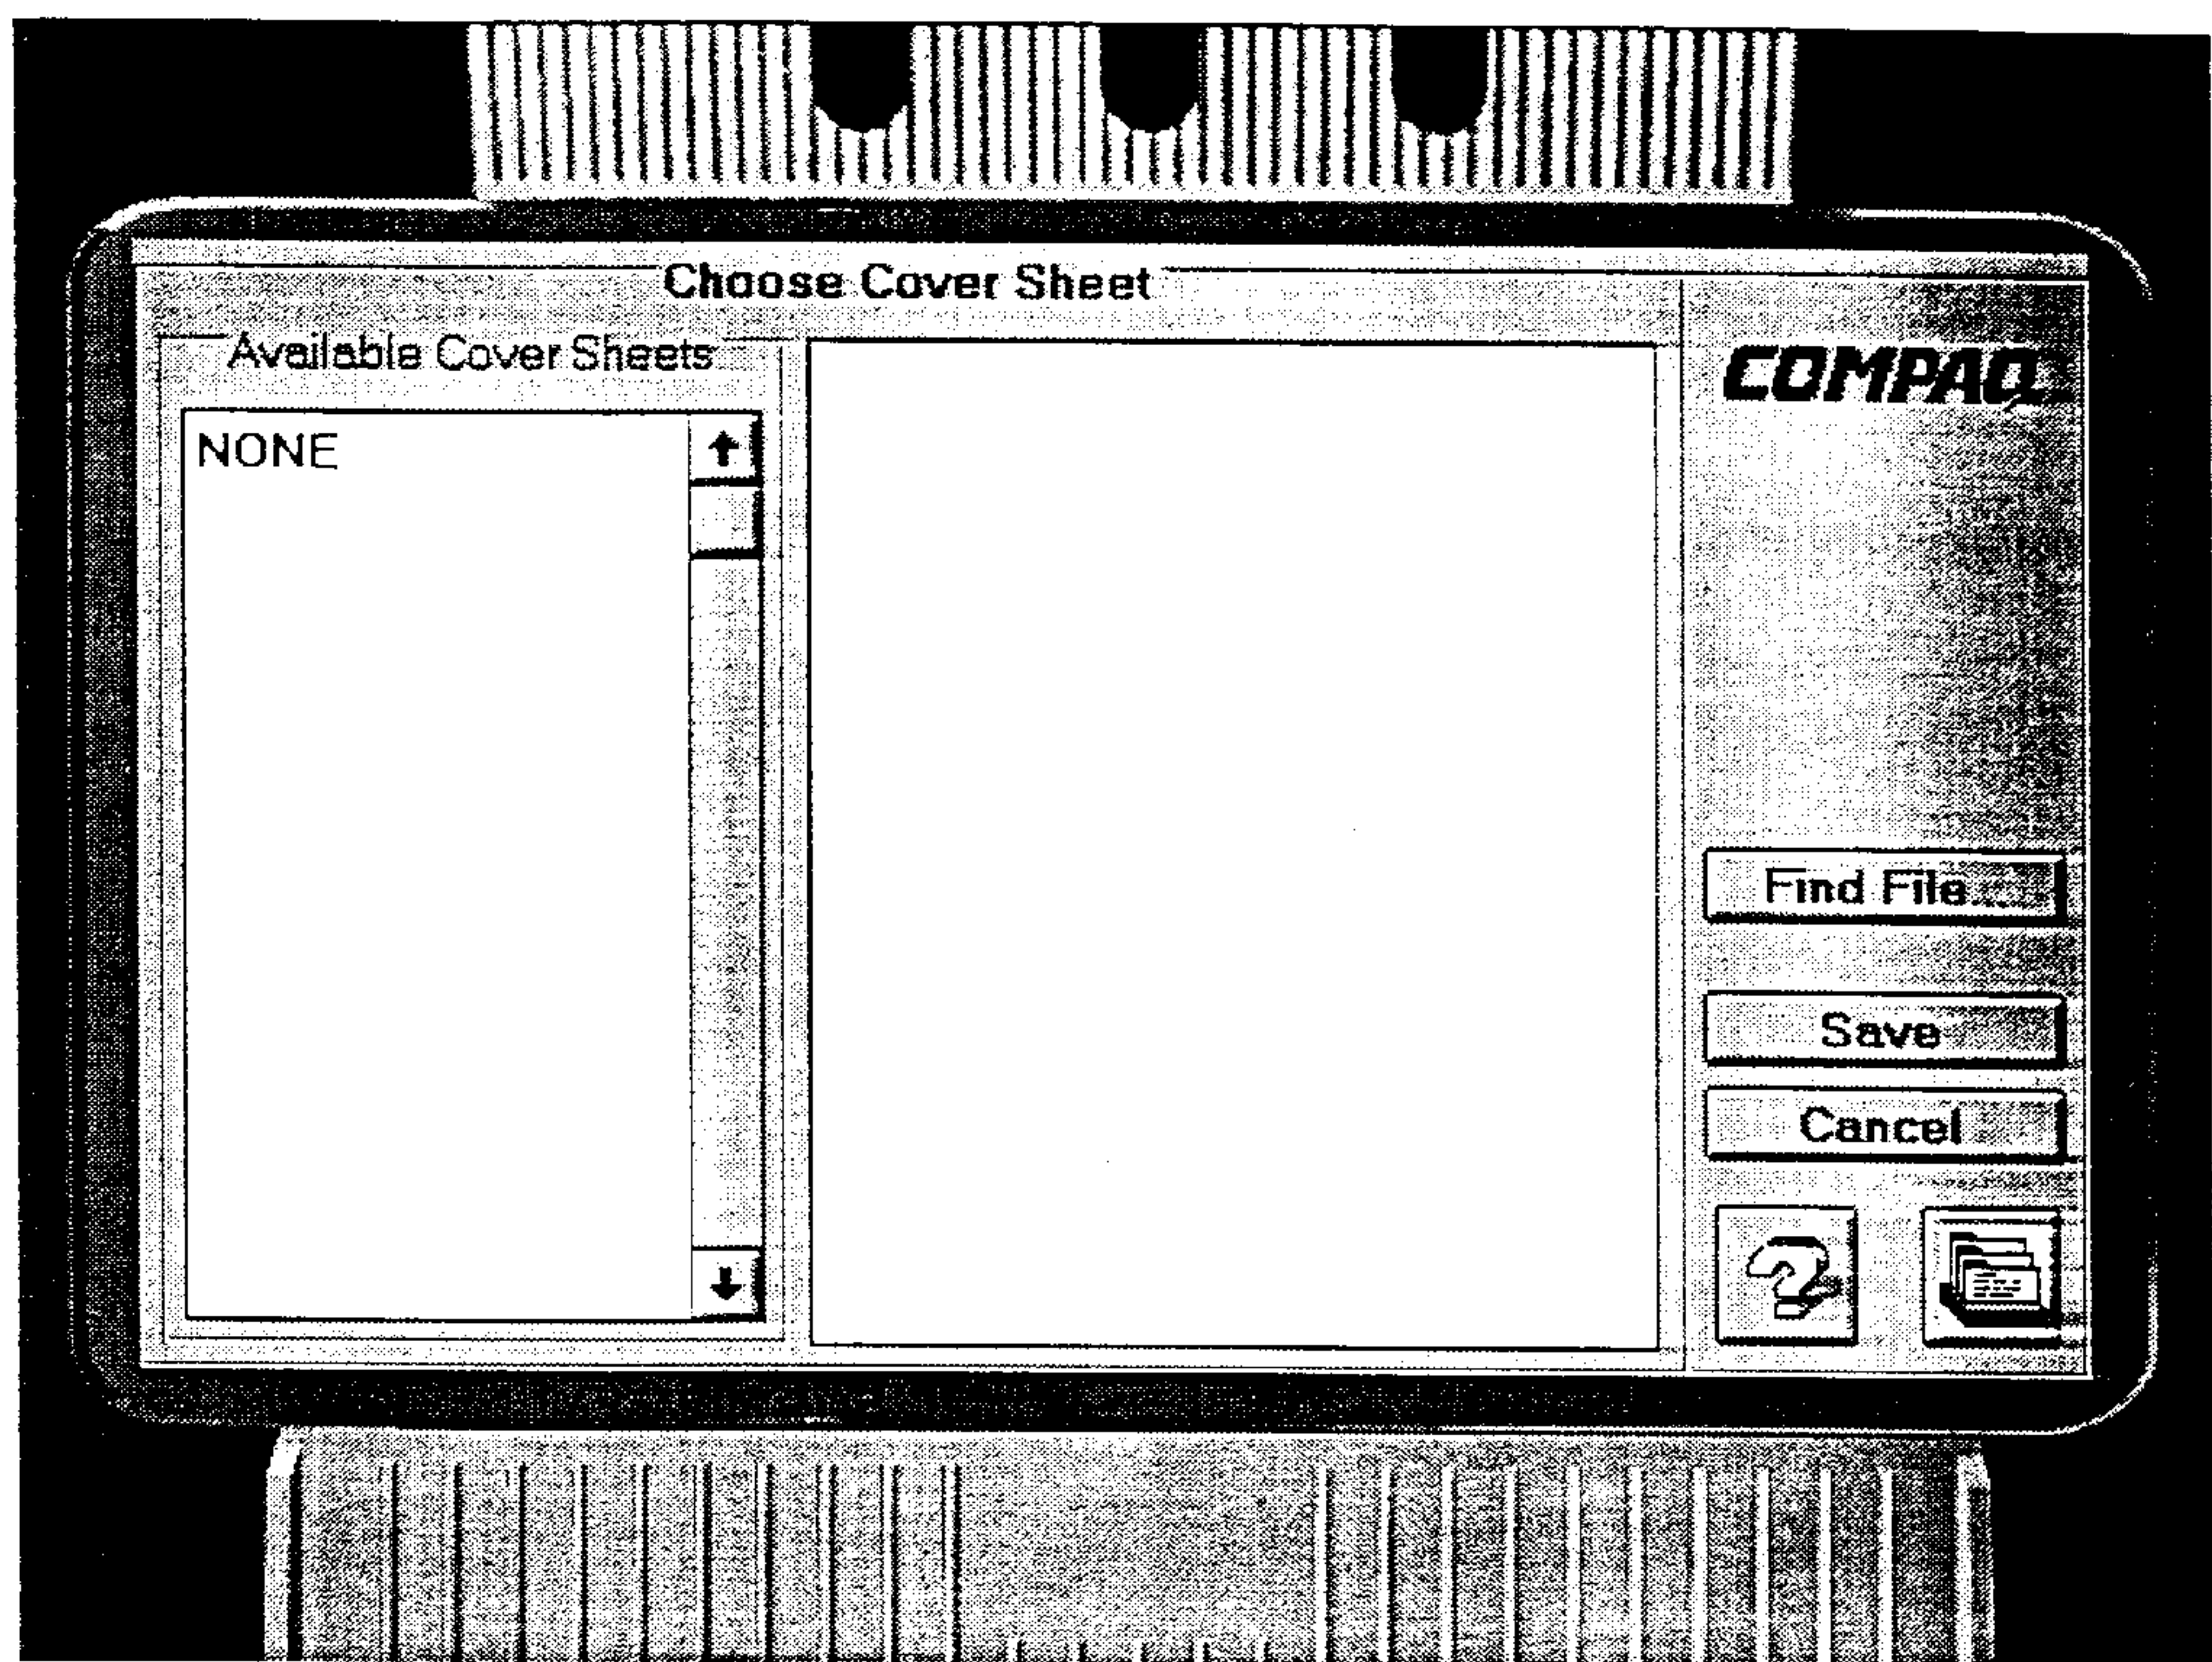 Choose Cover Sheet
Available Cover Sheets
NONE
COMPAQ
Find File...
Save
Cancel
?